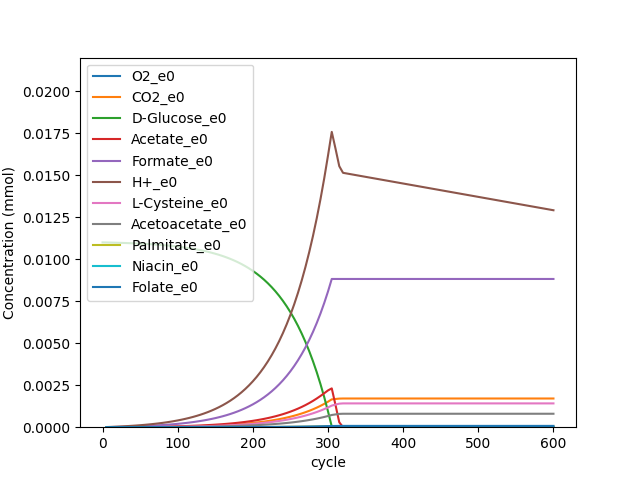 0.0200
0.0175
0.0150
0.0125
0.0100
0.0075
0.0050
0.0025
0.0000
Concentration (mmol)
O2_e0
CO2_e0
D-Glucose_e0
Acetate_e0
Formate_e0
H+_e0
L-Cysteine_e0
Acetoacetate_e0
Palmitate_e0
Niacin_e0
Folate_e0
0 100 200 300 400 500 600
cycle